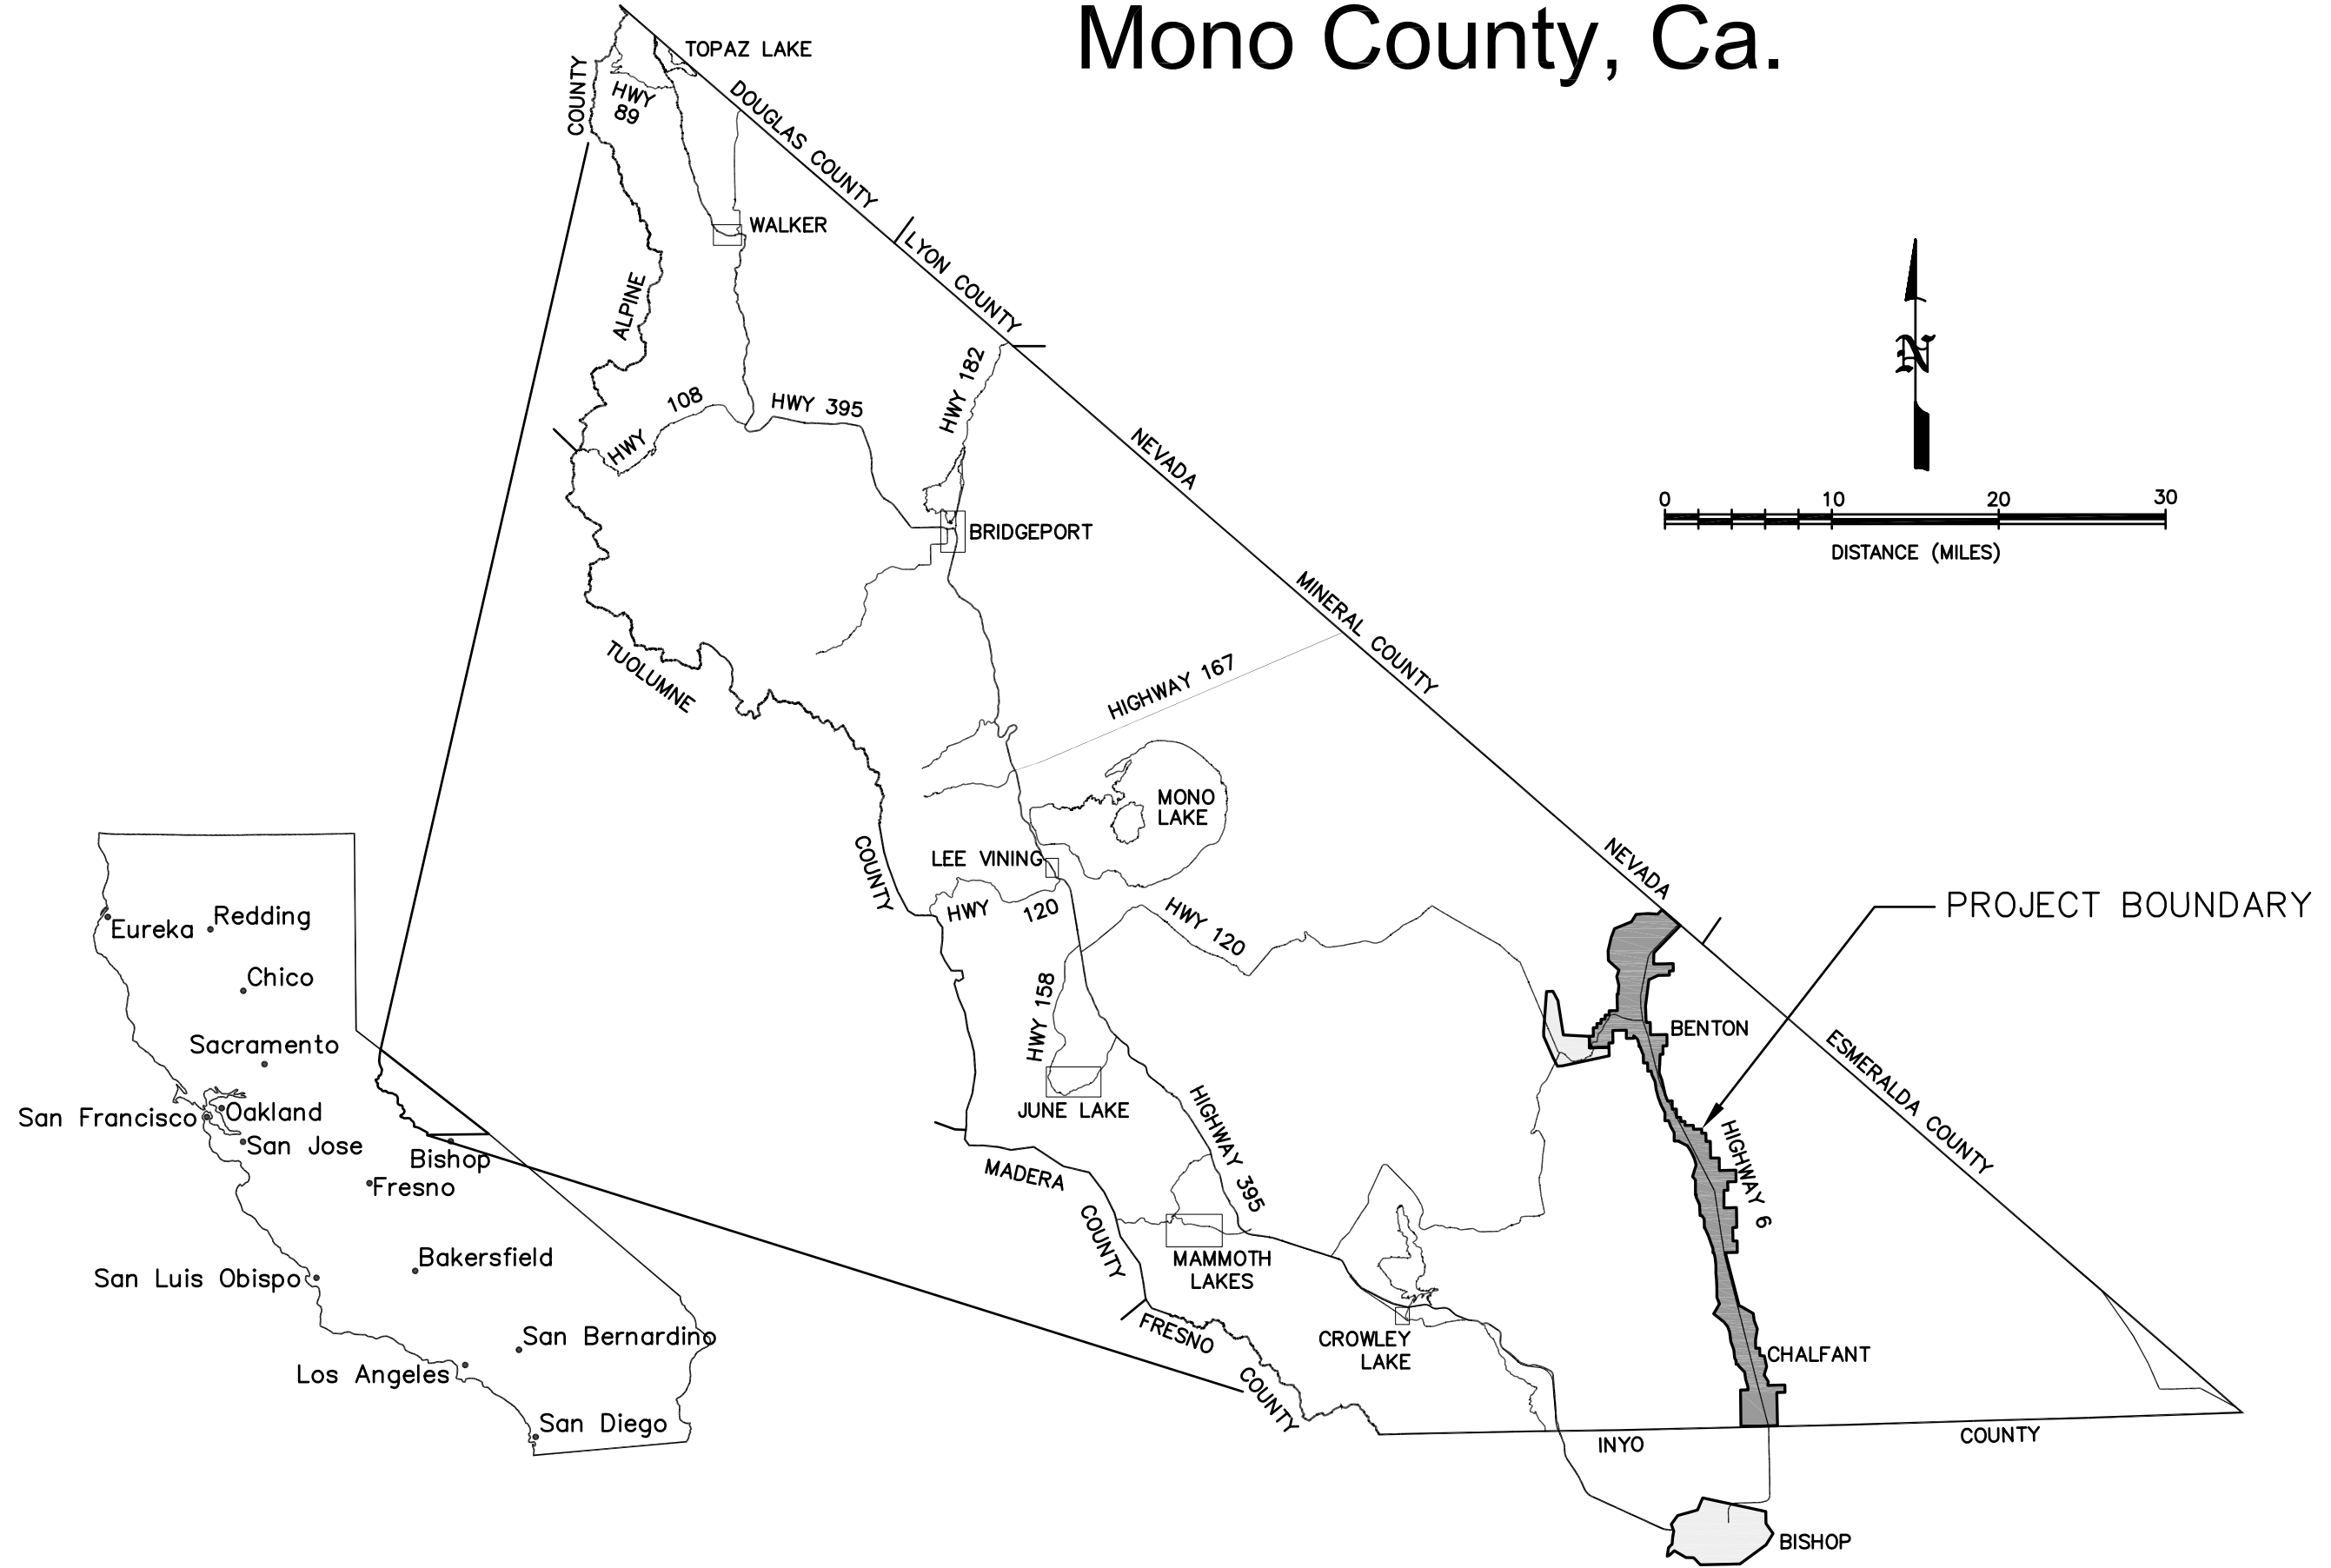 Mono County, Ca.
TOPAZ LAKE
COUNTY
HWY
89
DOUGLAS COUNTY
WALKER
LYON COUNTY
ALPINE
HWY 182
108
HWY 395
HWY
NEVADA
0 10 20 30
DISTANCE (MILES)
N
BRIDGEPORT
MINERAL COUNTY
TUOLUMNE
HIGHWAY 167
MONO
LAKE
COUNTY
LEE VINING
NEVADA
HWY
120
HWY 120
PROJECT BOUNDARY
HWY 158
BENTON
ESMERALDA COUNTY
JUNE LAKE
HIGHWAY 395
HIGHWAY 6
MADERA
COUNTY
MAMMOTH
LAKES
FRESNO
COUNTY
CROWLEY
LAKE
CHALFANT
INYO
COUNTY
BISHOP
Eureka
Redding
Chico
Sacramento
San Francisco
Oakland
San Jose
Bishop
Fresno
Bakersfield
San Luis Obispo
San Bernardino
Los Angeles
San Diego